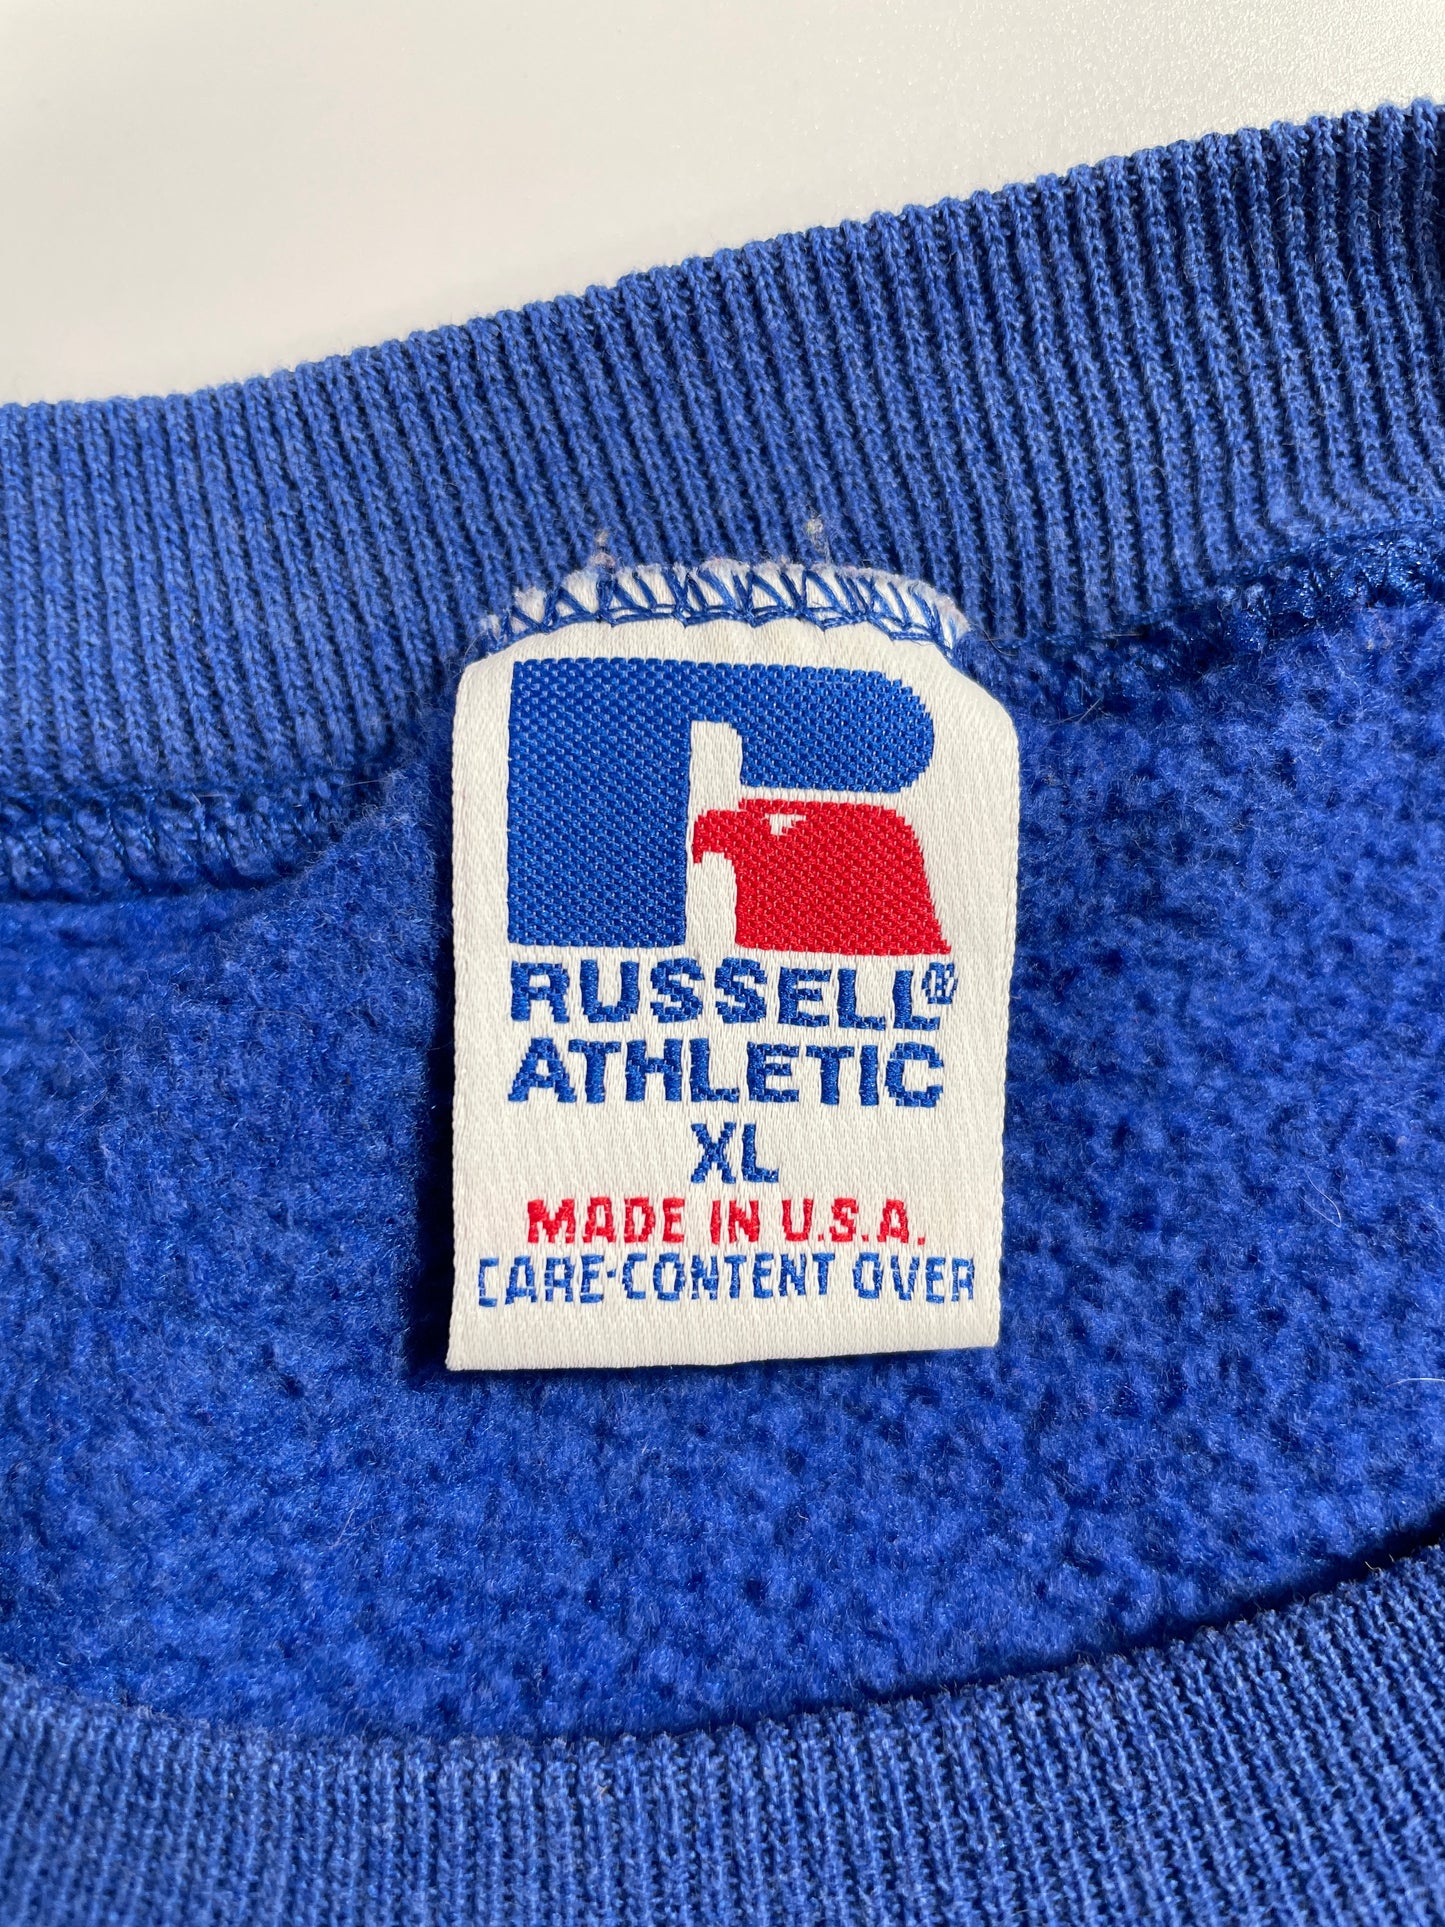 RUSSELL®
ATHLETIC
XL
MADE IN U.S.A.
CARE·CONTENT OVER